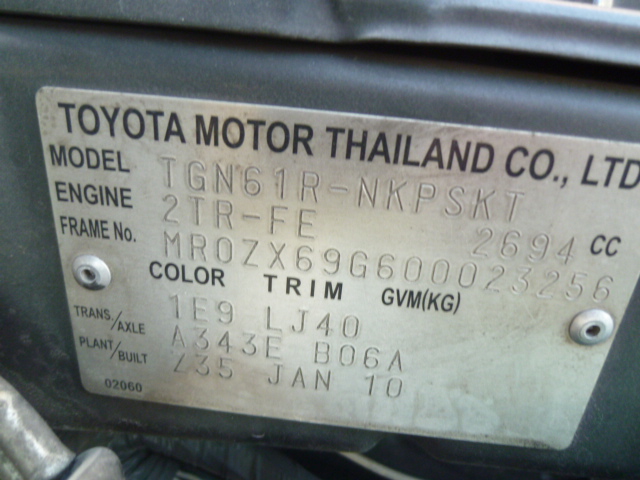 TOYOTA MOTOR THAILAND CO., LTD
MODEL TGN61R-NKPSKT
ENGINE 2TR-FE 2694 CC
FRAME No. MR0ZX69G600023256
COLOR TRIM GVM(KG)
1E9 LJ40
TRANS/AXLE A343E B06A
PLANT/BUILT Z35 JAN 10
02060